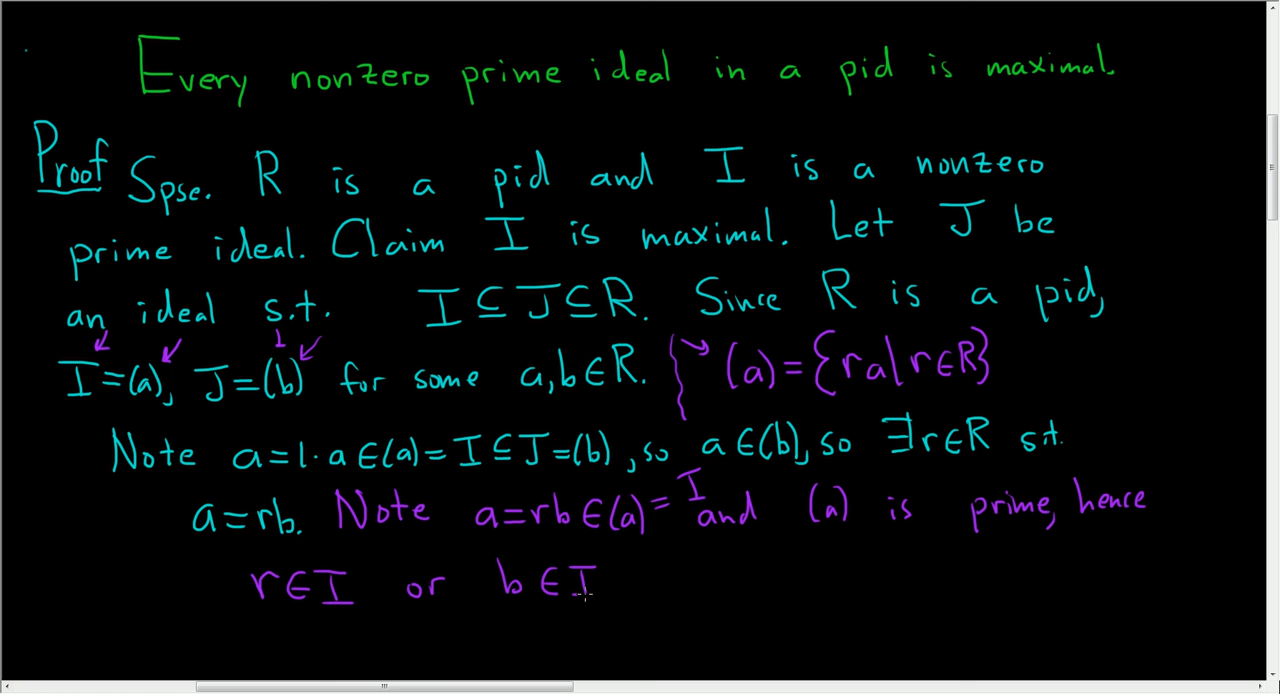 Every nonzero prime ideal in a pid is maximal.
Proof Spse. R is a pid and I is a nonzero
prime ideal. Claim I is maximal. Let J be
an ideal s.t. I ⊆ J ⊆ R. Since R is a pid,
I = (a), J = (b) for some a, b ∈ R. (a) = {ra | r ∈ R}
Note a = 1 · a ∈ (a) = I ⊆ J = (b), so a ∈ (b), so ∃ r ∈ R s.t.
a = rb. Note a = rb ∈ (a) = I and (a) is prime, hence
r ∈ I or b ∈ I